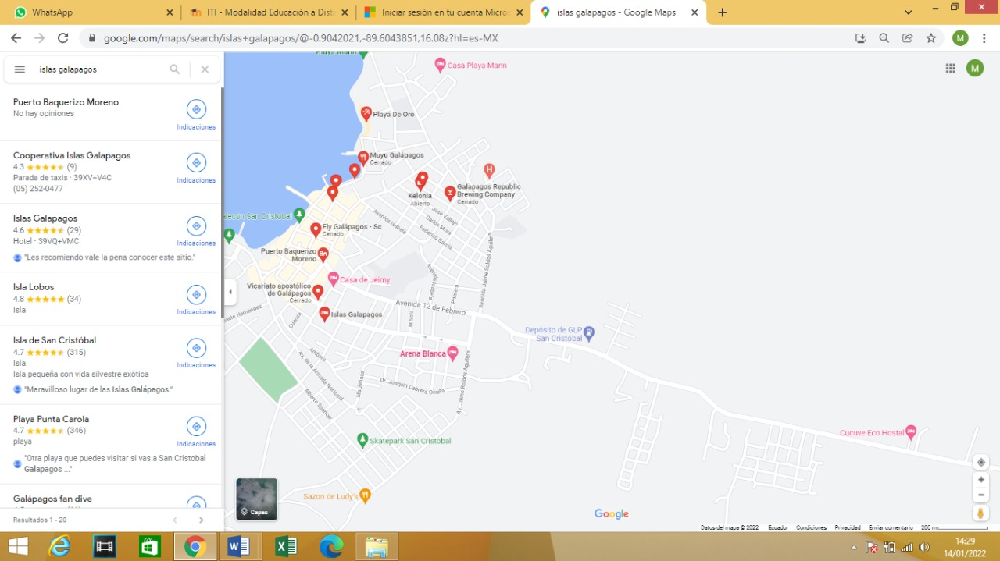 WhatsApp
ITI - Modalidad Educación a Dista
Iniciar sesión en tu cuenta Micros
islas galapagos - Google Maps
google.com/maps/search/islas+galapagos/@-0.9042021,-89.6043851,16.08z?hl=es-MX
M
islas galapagos
Puerto Baquerizo Moreno
No hay opiniones
Indicaciones
Cooperativa Islas Galapagos
4.3 (9)
Parada de taxis · 39XV+V4C
(05) 252-0477
Indicaciones
Islas Galapagos
4.6 (29)
Hotel · 39VQ+VMC
Indicaciones
"Les recomiendo vale la pena conocer este sitio."
Isla Lobos
4.8 (34)
Isla
Indicaciones
Isla de San Cristóbal
4.7 (315)
Isla
Isla pequeña con vida silvestre exótica
Indicaciones
"Maravilloso lugar de las Islas Galápagos."
Playa Punta Carola
4.7 (346)
playa
Indicaciones
"Otra playa que puedes visitar si vas a San Cristobal
Galapagos ..."
Galápagos fan dive
Resultados 1 - 20
M
Playa Mann
Casa Playa Mann
Playa De Oro
Muyu Galápagos
Cerrado
H
Kelonia
Abierto
Galapagos Republic
Brewing Company
Cerrado
alecón San Cristóbal
Fly Galápagos - Sc
Cerrado
Avenida Isabela
Jose Vallejo
Carlos Mora
Federico García
Puerto Baquerizo
Moreno
Casa de Jeimy
Avenida Isabela
Primera
Avenida Jaime Roldos Aguilera
Vicariato apostólico
de Galápagos
Cerrado
Islas Galapagos
Avenida 12 de Febrero
M Sola
Hernandez
Cuenca
Depósito de GLP
San Cristóbal
Arena Blanca
Ambato
Av. de la Armada Nacional
Machinaza
Dr. Joaquín Cabrera Ocaña
Av. Jaime Roldós Aguilera
Alberto Spencer
Skatepark San Cristobal
Cucuve Eco Hostal
Sazon de Ludy's
Capas
Google
Datos del mapa © 2022 Ecuador Condiciones Privacidad Enviar comentario 200 m
14:29
14/01/2022